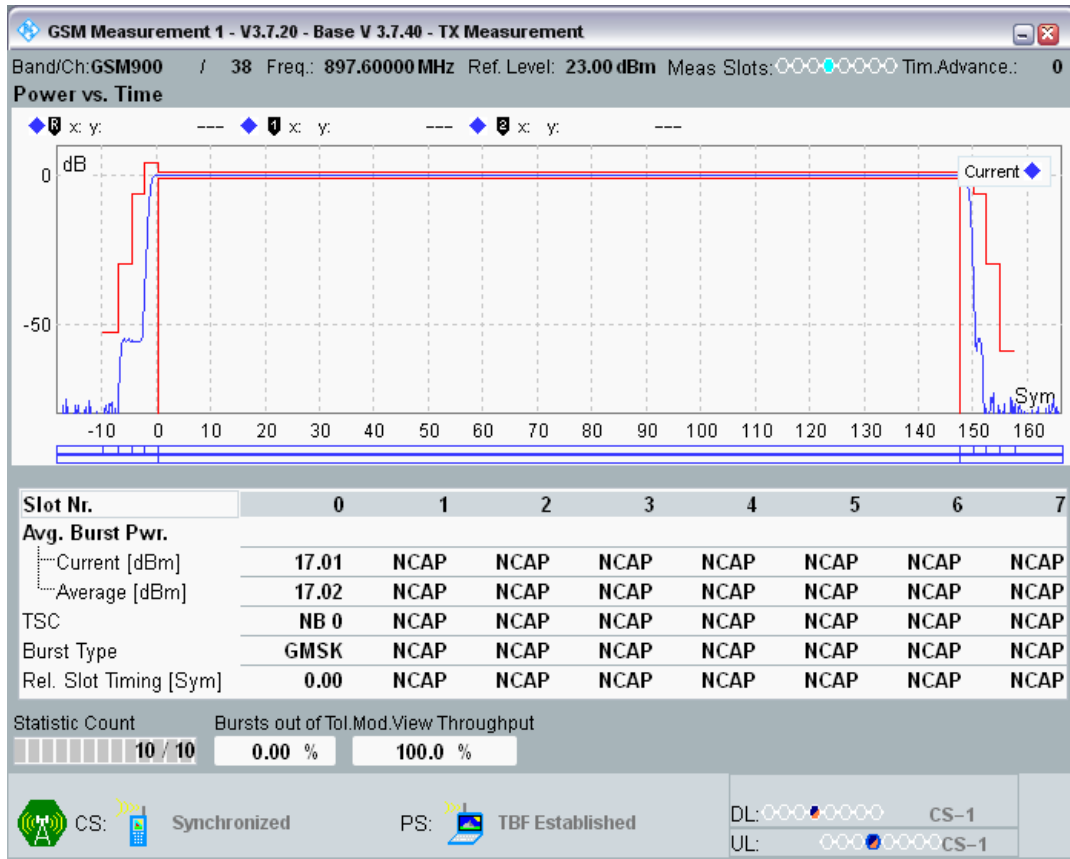 GSM Measurement 1 - V3.7.20 - Base V 3.7.40 - TX Measurement
Band/Ch:GSM900 / 38 Freq.: 897.60000 MHz Ref. Level: 23.00 dBm Meas Slots: Tim.Advance.: 0
Power vs. Time
R x: y: --- 1 x: y: --- 2 x: y: ---
dB
Current
0
-50
Sym
-10 0 10 20 30 40 50 60 70 80 90 100 110 120 130 140 150 160
Slot Nr. 0 1 2 3 4 5 6 7
Avg. Burst Pwr.
Current [dBm] 17.01 NCAP NCAP NCAP NCAP NCAP NCAP NCAP
Average [dBm] 17.02 NCAP NCAP NCAP NCAP NCAP NCAP NCAP
TSC NB 0 NCAP NCAP NCAP NCAP NCAP NCAP NCAP
Burst Type GMSK NCAP NCAP NCAP NCAP NCAP NCAP NCAP
Rel. Slot Timing [Sym] 0.00 NCAP NCAP NCAP NCAP NCAP NCAP NCAP
Statistic Count Bursts out of Tol.Mod.View Throughput
10 / 10 0.00 % 100.0 %
CS: Synchronized PS: TBF Established DL: CS-1
UL: CS-1